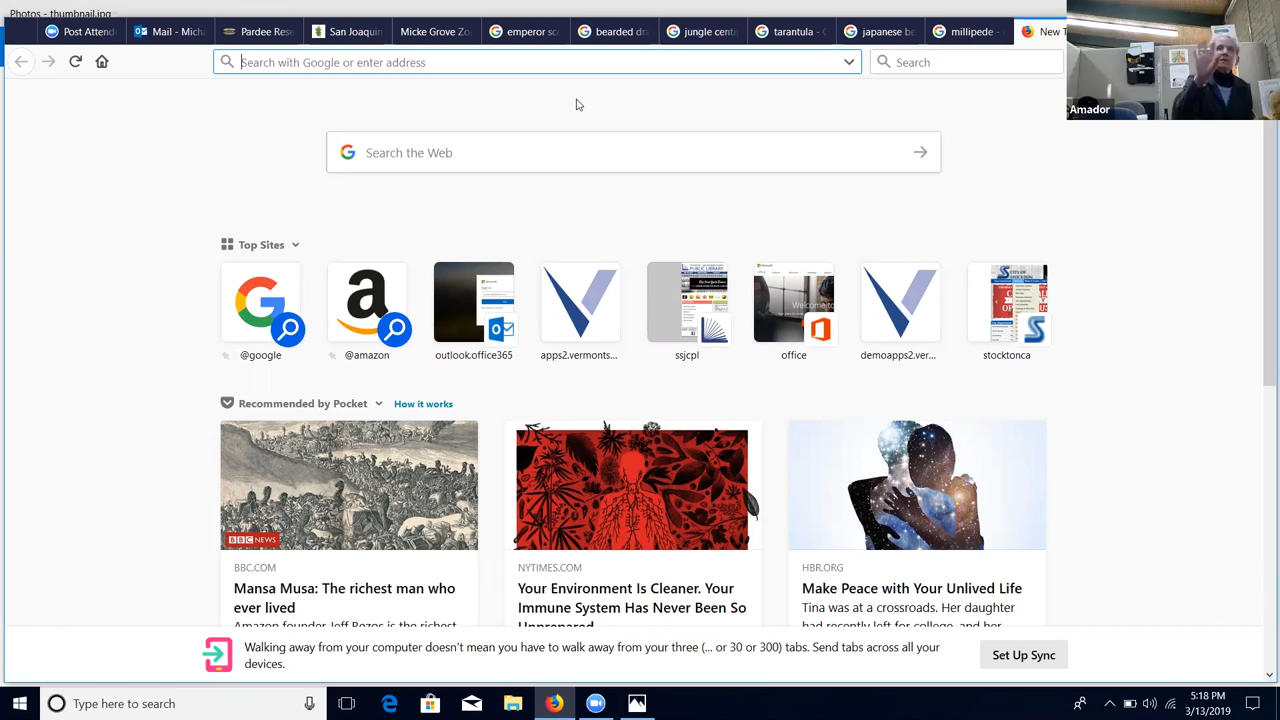 Photos - thumbnail.jpg
Post Attend
Mail - Mich
Pardee Rese
San Joaquin
Micke Grove Zo
emperor sc
bearded dra
jungle centi
tarantula - G
japanese be
millipede -
New T
Search with Google or enter address
Search
Amador
Search the Web
Top Sites
@google
@amazon
outlook.office365
apps2.vermonts...
ssjcpl
office
demoapps2.ver...
stocktonca
Recommended by Pocket
How it works
BBC NEWS
BBC.COM
Mansa Musa: The richest man who
ever lived
Amazon founder Jeff Bezos is the richest
NYTIMES.COM
Your Environment Is Cleaner. Your
Immune System Has Never Been So
Unprepared
HBR.ORG
Make Peace with Your Unlived Life
Tina was at a crossroads. Her daughter
had recently left for college, and her
Walking away from your computer doesn't mean you have to walk away from your three (... or 30 or 300) tabs. Send tabs across all your
devices.
Set Up Sync
Type here to search
5:18 PM
3/13/2019